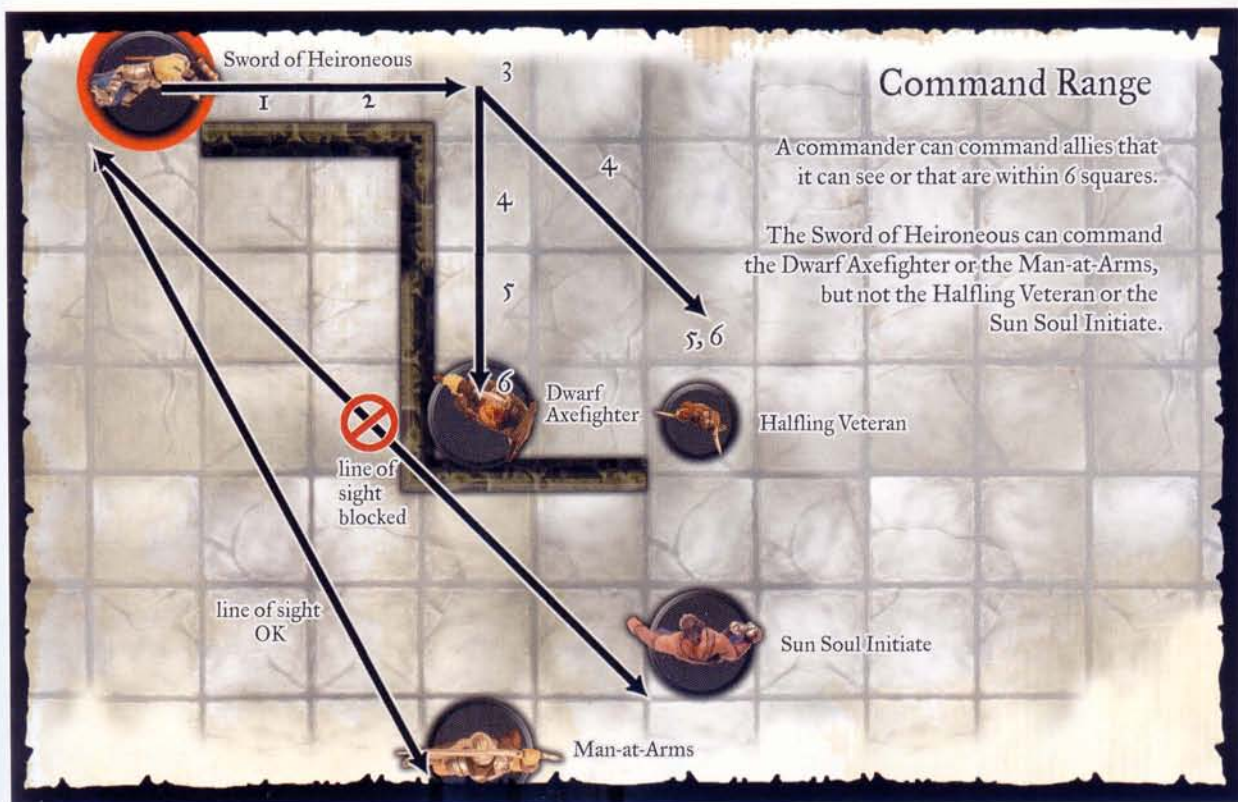 Command Range
A commander can command allies that
it can see or that are within 6 squares.
The Sword of Heironeous can command
the Dwarf Axefighter or the Man-at-Arms,
but not the Halfling Veteran or the
Sun Soul Initiate.
Sword of Heironeous
1 2
3
4
4
5
5, 6
6
Dwarf
Axefighter
Halfling Veteran
line of
sight
blocked
line of sight
OK
Sun Soul Initiate
Man-at-Arms